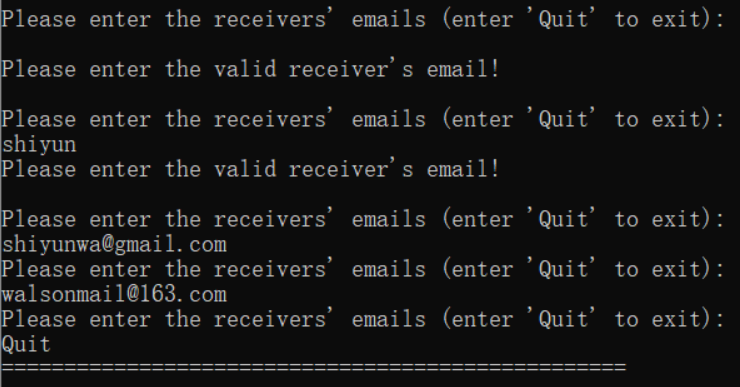 Please enter the receivers' emails (enter 'Quit' to exit):
Please enter the valid receiver's email!
Please enter the receivers' emails (enter 'Quit' to exit):
shiyun
Please enter the valid receiver's email!
Please enter the receivers' emails (enter 'Quit' to exit):
shiyunwa@gmail.com
Please enter the receivers' emails (enter 'Quit' to exit):
walsonmail@163.com
Please enter the receivers' emails (enter 'Quit' to exit):
Quit
==================================================